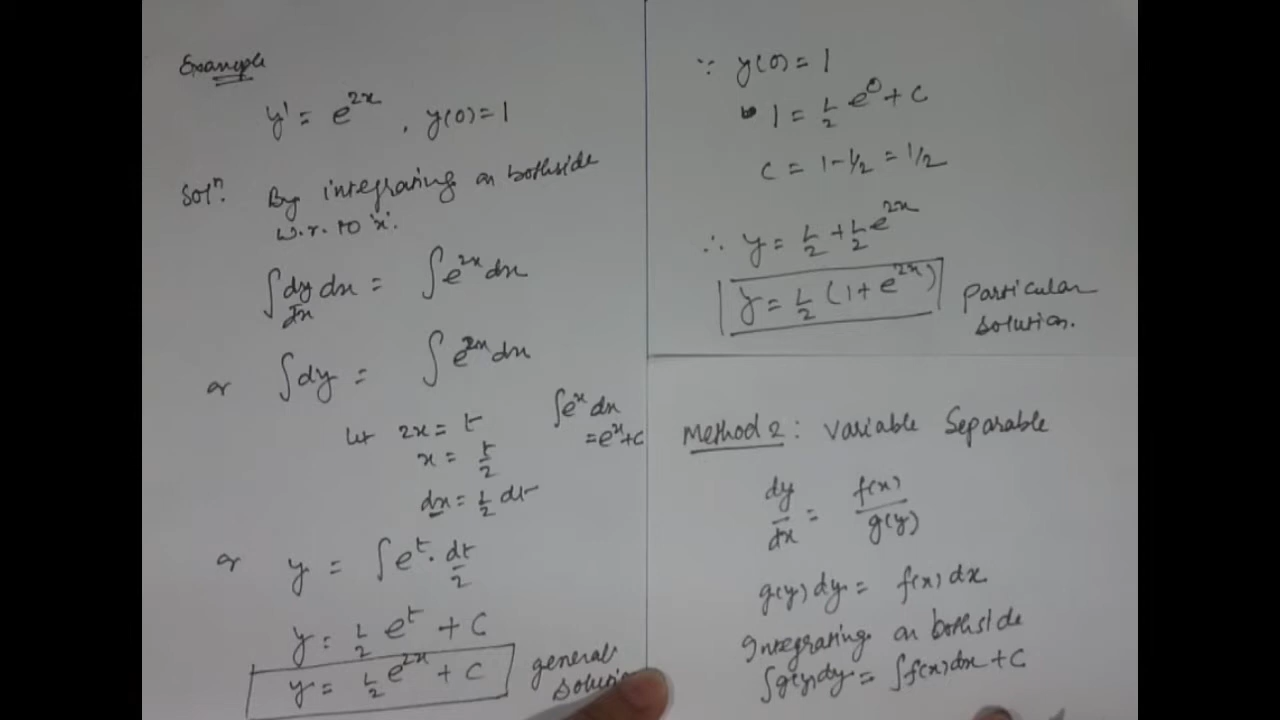 Example
y' = e^{2x} , y(0) = 1
Sol^n. By integrating on bothside
w.r. to 'x'.
∫ dy/dx dx = ∫ e^{2x} dx
or ∫ dy = ∫ e^{2x} dx
let 2x = t
x = t/2
dx = 1/2 dt
∫ e^x dx
= e^x + c
or y = ∫ e^t . dt/2
y = 1/2 e^t + C
y = 1/2 e^{2x} + C
general
solution
∵ y(0) = 1
1 = 1/2 e^0 + C
C = 1 - 1/2 = 1/2
∴ y = 1/2 + 1/2 e^{2x}
y = 1/2 (1 + e^{2x})
Particular
solution.
Method 2 : Variable Separable
dy/dx = f(x)/g(y)
g(y) dy = f(x) dx
Integrating on bothside
∫ g(y) dy = ∫ f(x) dx + C